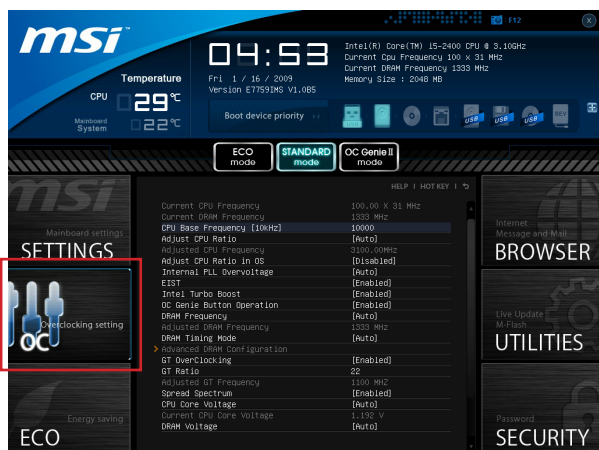 msi
F12
X
04:53
Intel(R) Core(TM) i5-2400 CPU @ 3.10GHz
Current Cpu Frequency 100 x 31 MHz
Current DRAM Frequency 1333 MHz
Memory Size : 2048 MB
Temperature
Fri 1 / 16 / 2009
Version E7759IMS V1.0B5
CPU 29°C
Mainboard
System 22°C
Boot device priority
USB
USB
USB
REV
ECO
mode
STANDARD
mode
OC Genie II
mode
HELP | HOT KEY |
msi
Mainboard settings
SETTINGS
Overclocking setting
OC
Energy saving
ECO
Current CPU Frequency 100.00 X 31 MHz
Current DRAM Frequency 1333 MHz
CPU Base Frequency [10kHz] 10000
Adjust CPU Ratio [Auto]
Adjusted CPU Frequency 3100.00MHz
Adjust CPU Ratio in OS [Disabled]
Internal PLL Overvoltage [Auto]
EIST [Enabled]
Intel Turbo Boost [Enabled]
OC Genie Button Operation [Enabled]
DRAM Frequency [Auto]
Adjusted DRAM Frequency 1333 MHz
DRAM Timing Mode [Auto]
> Advanced DRAM Configuration
GT OverClocking [Enabled]
GT Ratio 22
Adjusted GT Frequency 1100 MHZ
Spread Spectrum [Enabled]
CPU Core Voltage [Auto]
Current CPU Core Voltage 1.192 V
DRAM Voltage [Auto]
Internet
Message and Mail
BROWSER
Live Update
M-Flash
UTILITIES
Password
SECURITY